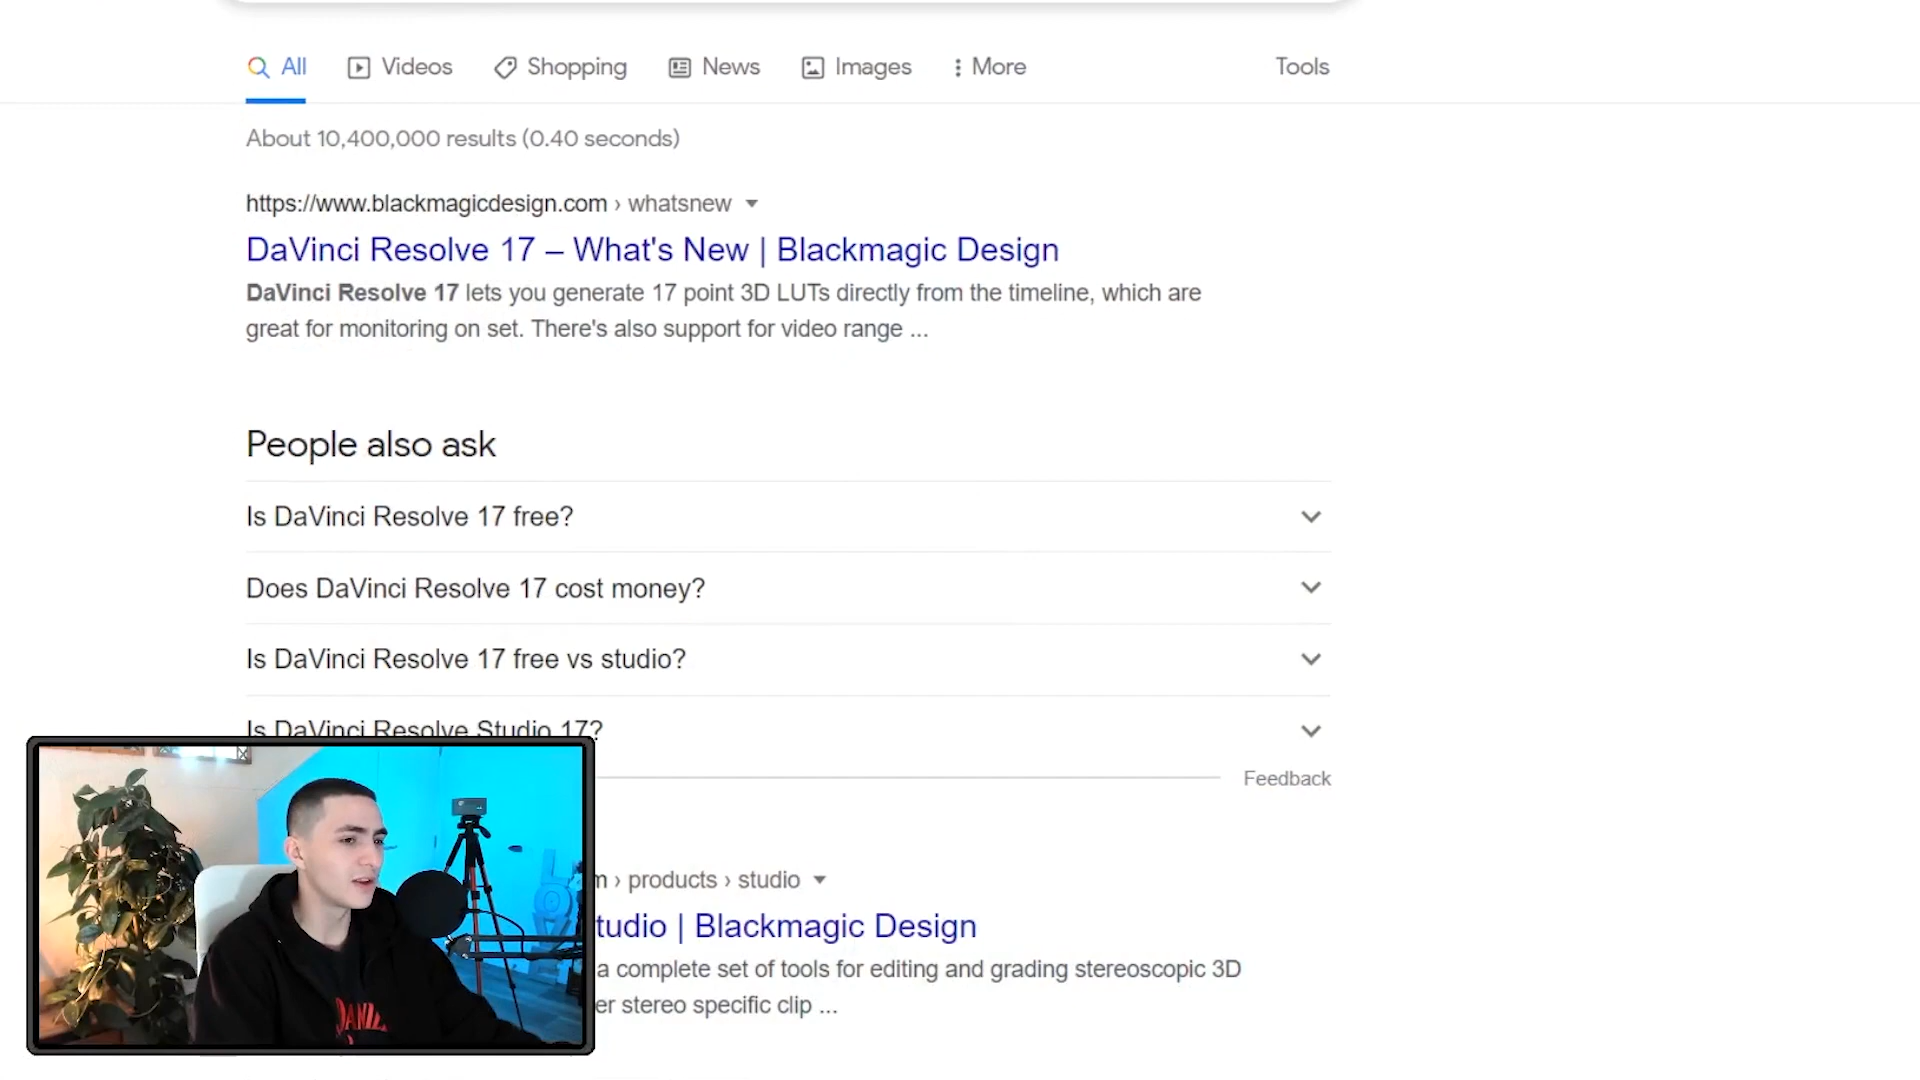 All
Videos
Shopping
News
Images
More
Tools
About 10,400,000 results (0.40 seconds)
https://www.blackmagicdesign.com › whatsnew
DaVinci Resolve 17 – What's New | Blackmagic Design
DaVinci Resolve 17 lets you generate 17 point 3D LUTs directly from the timeline, which are
great for monitoring on set. There's also support for video range ...
People also ask
Is DaVinci Resolve 17 free?
Does DaVinci Resolve 17 cost money?
Is DaVinci Resolve 17 free vs studio?
Is DaVinci Resolve Studio 17?
Feedback
m › products › studio
tudio | Blackmagic Design
a complete set of tools for editing and grading stereoscopic 3D
er stereo specific clip ...